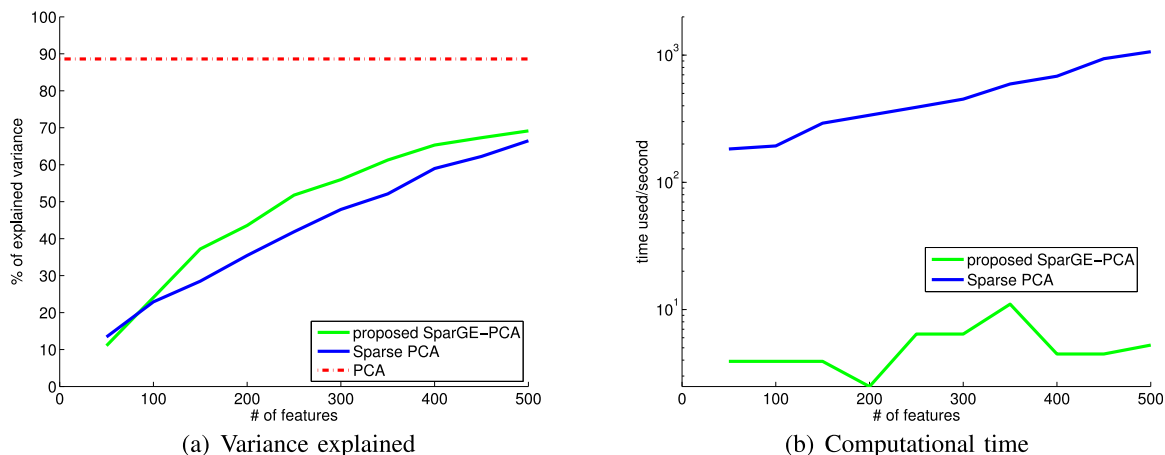 100
90
80
70
60
50
40
30
20
10
0
% of explained variance
proposed SparGE−PCA
Sparse PCA
PCA
0 100 200 300 400 500
# of features
(a) Variance explained
10³
10²
10¹
time used/second
proposed SparGE−PCA
Sparse PCA
0 100 200 300 400 500
# of features
(b) Computational time